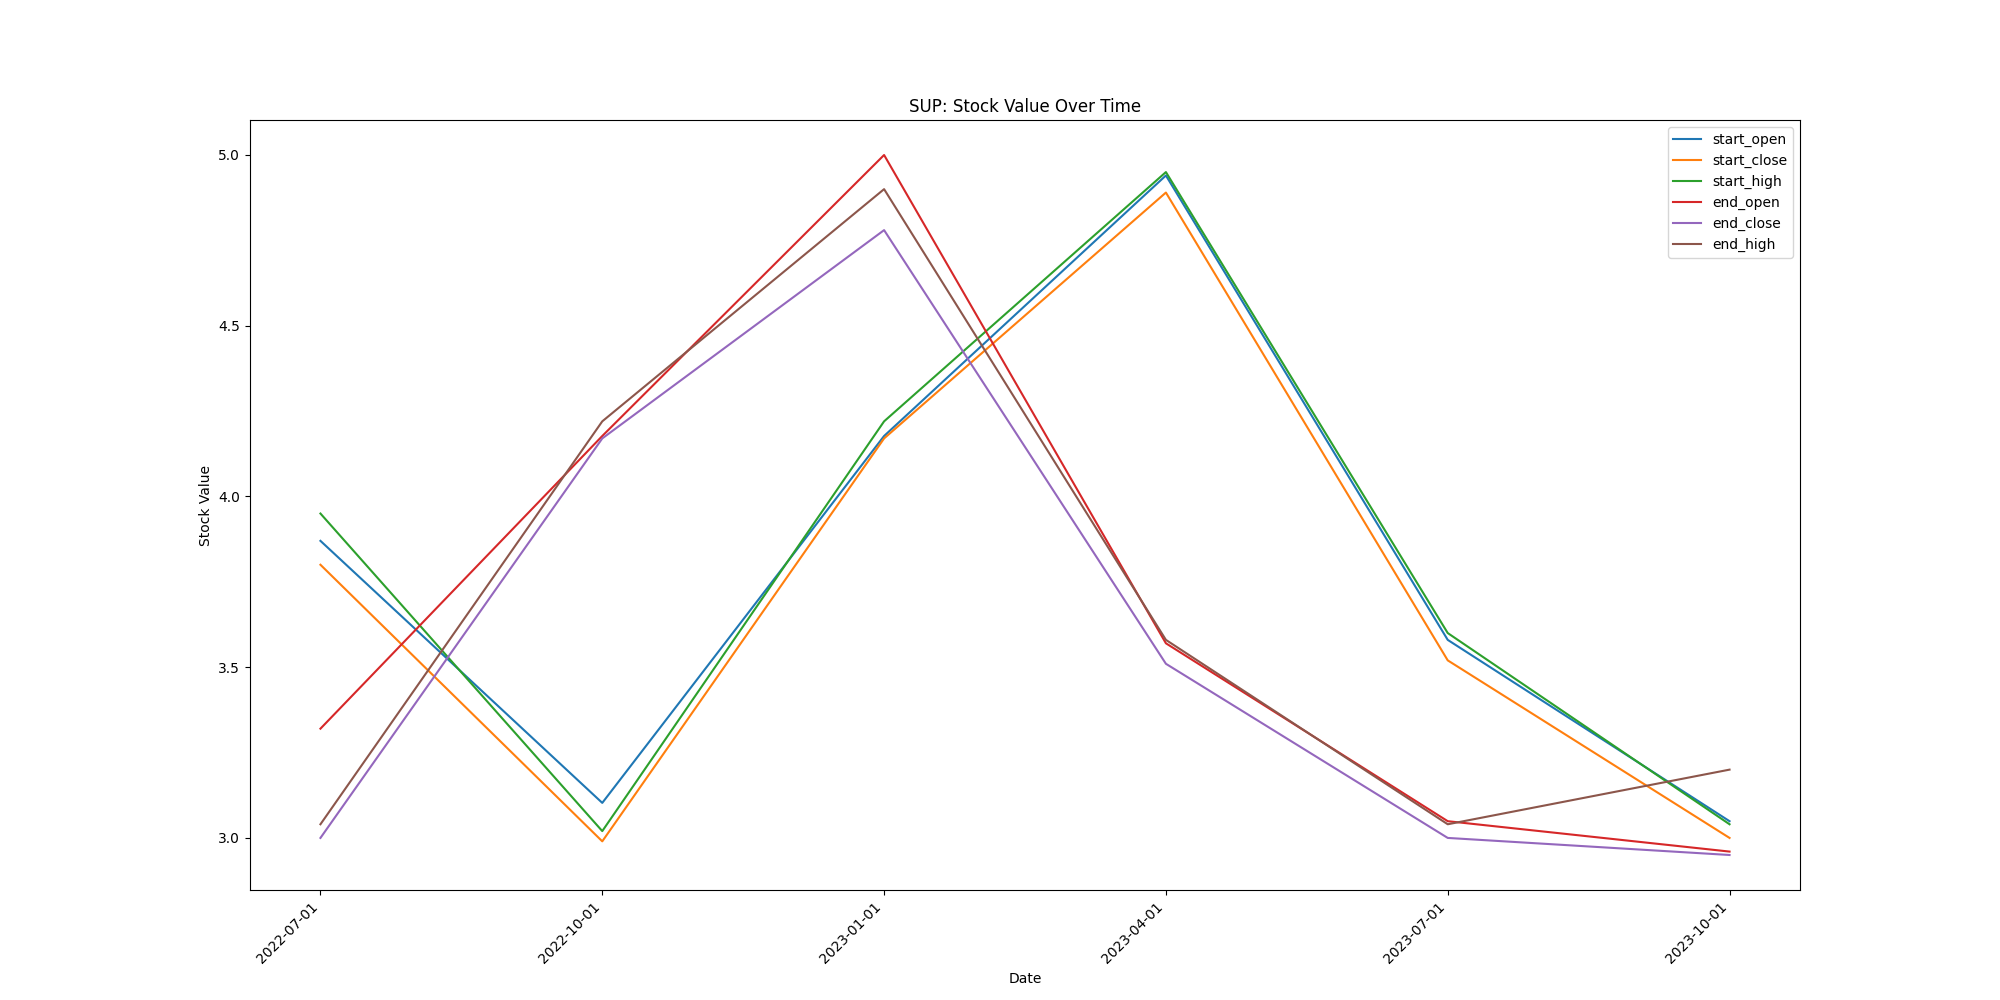 SUP: Stock Value Over Time
start_open
start_close
start_high
end_open
end_close
end_high
5.0
4.5
4.0
3.5
3.0
Stock Value
2022-07-01
2022-10-01
2023-01-01
2023-04-01
2023-07-01
2023-10-01
Date